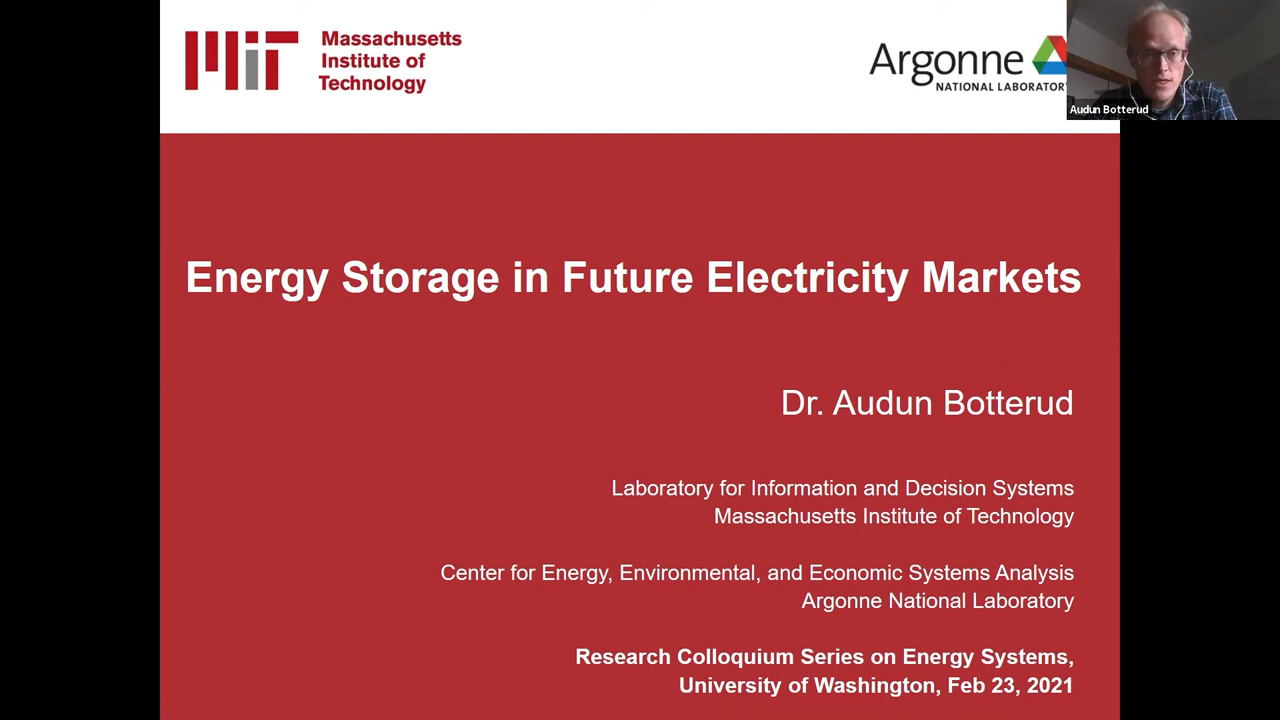 Massachusetts
Institute of
Technology
Argonne
NATIONAL LABORATORY
Audun Botterud
Energy Storage in Future Electricity Markets
Dr. Audun Botterud
Laboratory for Information and Decision Systems
Massachusetts Institute of Technology
Center for Energy, Environmental, and Economic Systems Analysis
Argonne National Laboratory
Research Colloquium Series on Energy Systems,
University of Washington, Feb 23, 2021